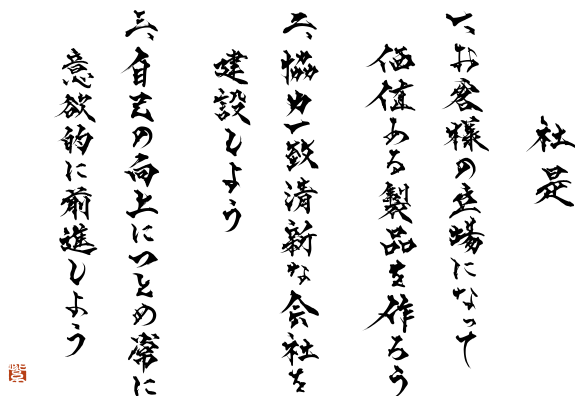 社是
一、お客様の立場になって
価値ある製品を作ろう
二、協力一致清新な会社を
建設しよう
三、自己の向上につとめ常に
意欲的に前進しよう